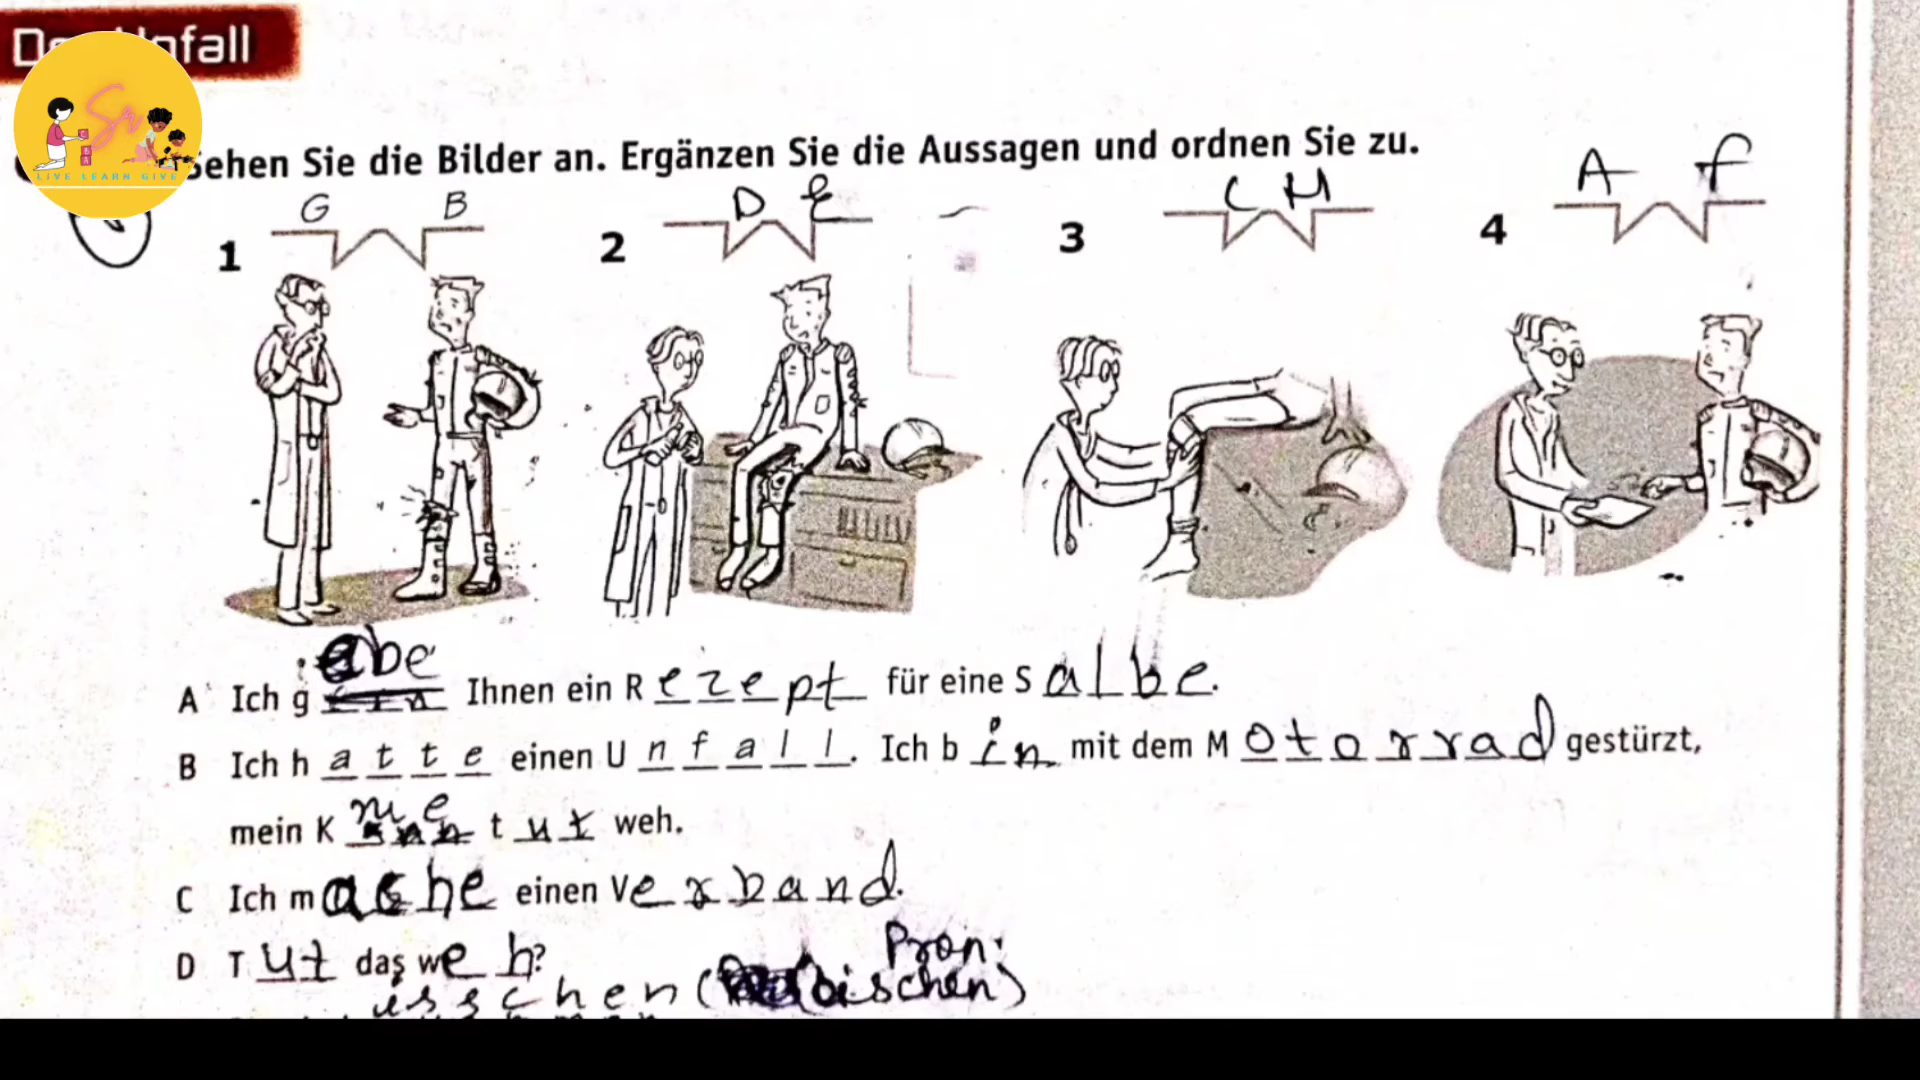 Der Unfall
LIVE LEARN GIVE
Sehen Sie die Bilder an. Ergänzen Sie die Aussagen und ordnen Sie zu.
1 G B 2 D E 3 C H 4 A F
A Ich gebe Ihnen ein Rezept für eine Salbe.
B Ich hatte einen Unfall. Ich bin mit dem Motorrad gestürzt,
mein Knie tut weh.
C Ich mache einen Verband.
D Tut das weh?
Pron:
isschen (bischen)